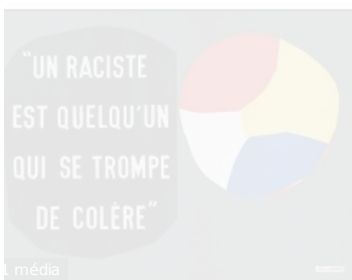 "UN RACISTE
EST QUELQU'UN
QUI SE TROMPE
DE COLÈRE"
1 média